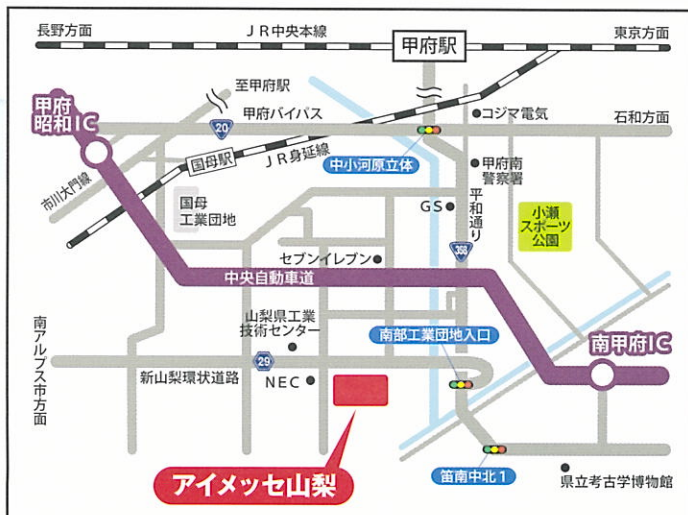 長野方面
JR中央本線
甲府駅
東京方面
至甲府駅
甲府
昭和IC
甲府バイパス
20
コジマ電気
石和方面
国母駅
JR身延線
中小河原立体
甲府南
警察署
市川大門線
国母
工業団地
GS
平和通り
小瀬
スポーツ
公園
358
セブンイレブン
中央自動車道
山梨県工業
技術センター
南部工業団地入口
南甲府IC
南アルプス市方面
29
新山梨環状道路
NEC
アイメッセ山梨
笛南中北1
県立考古学博物館